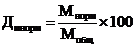 Д_норм = М_норм / М_общ × 100